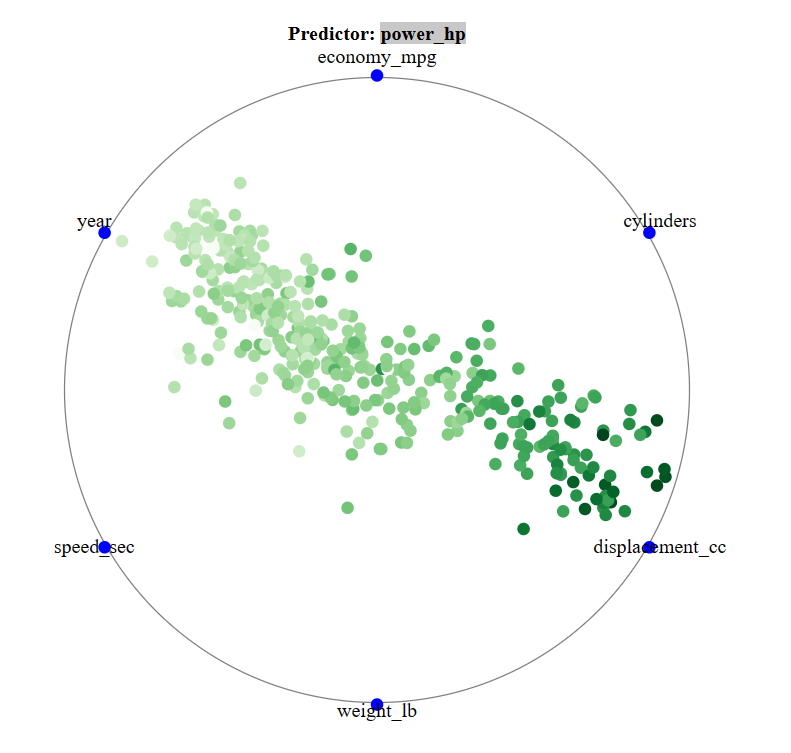 Predictor: power_hp
economy_mpg
year
cylinders
speed_sec
displacement_cc
weight_lb